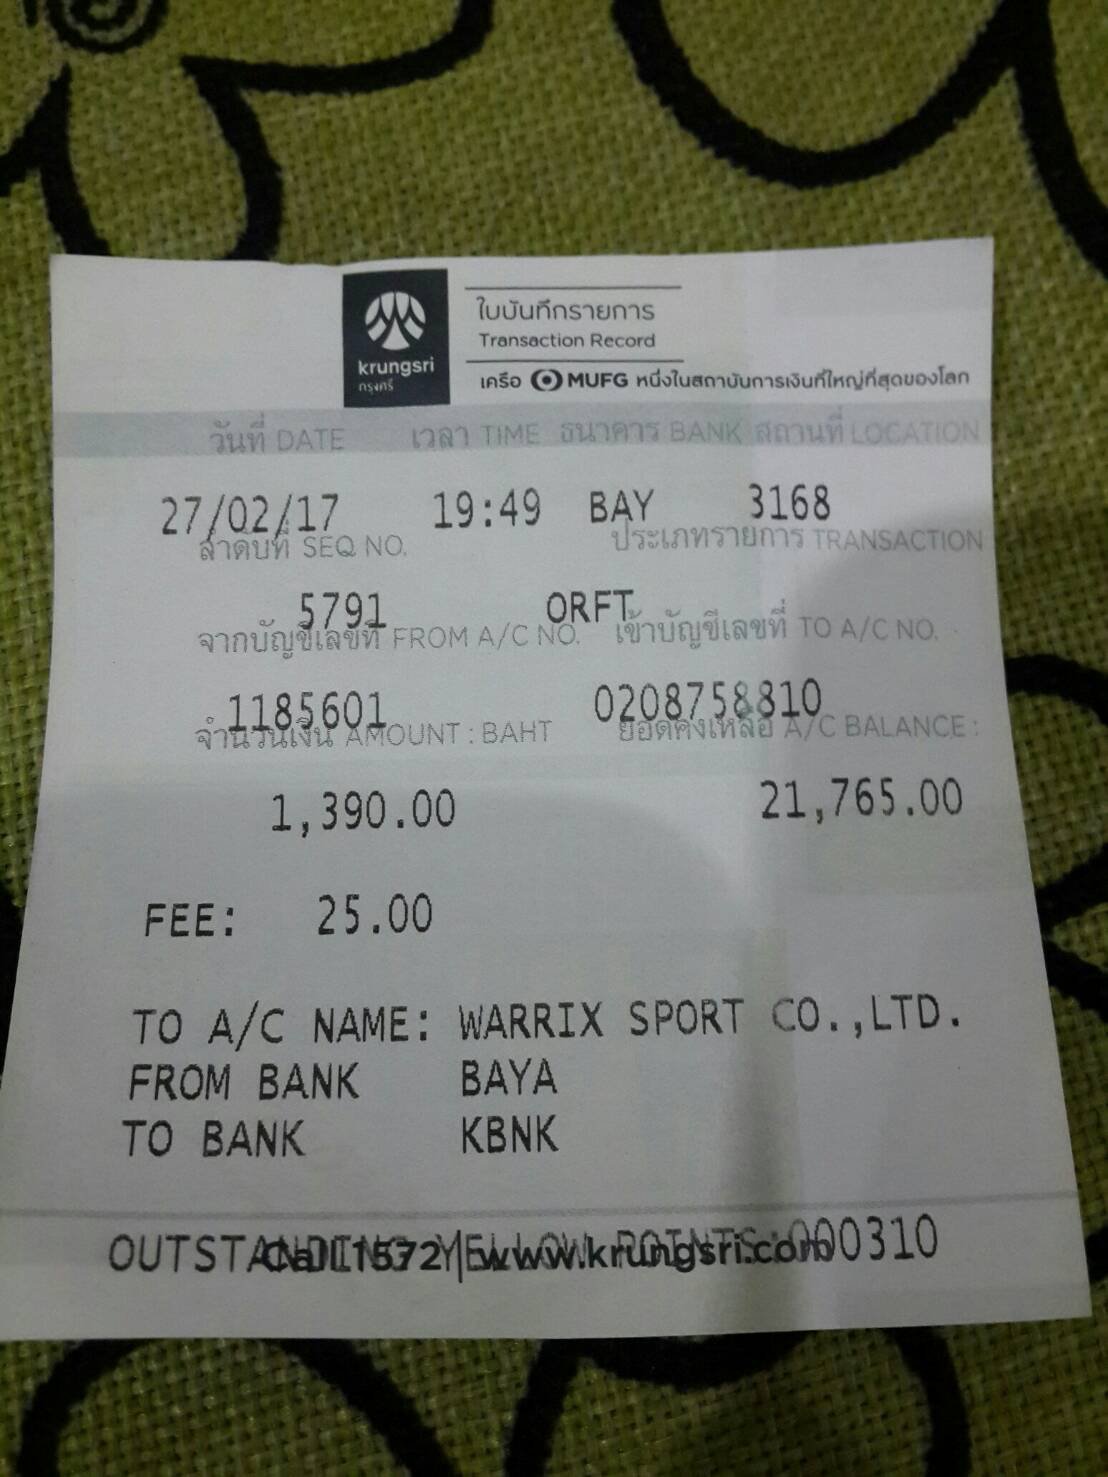 krungsri
กรุงศรี
ใบบันทึกรายการ
Transaction Record
เครือ MUFG หนึ่งในสถาบันการเงินที่ใหญ่ที่สุดของโลก
วันที่ DATE เวลา TIME ธนาคาร BANK สถานที่ LOCATION
27/02/17 19:49 BAY 3168
ลำดับที่ SEQ NO. ประเภทรายการ TRANSACTION
5791 ORFT
จากบัญชีเลขที่ FROM A/C NO. เข้าบัญชีเลขที่ TO A/C NO.
1185601 0208758810
จำนวนเงิน AMOUNT : BAHT ยอดคงเหลือ A/C BALANCE :
1,390.00 21,765.00
FEE: 25.00
TO A/C NAME: WARRIX SPORT CO.,LTD.
FROM BANK BAYA
TO BANK KBNK
OUTSTANDING YELLOW POINTS:000310
Call 1572 | www.krungsri.com